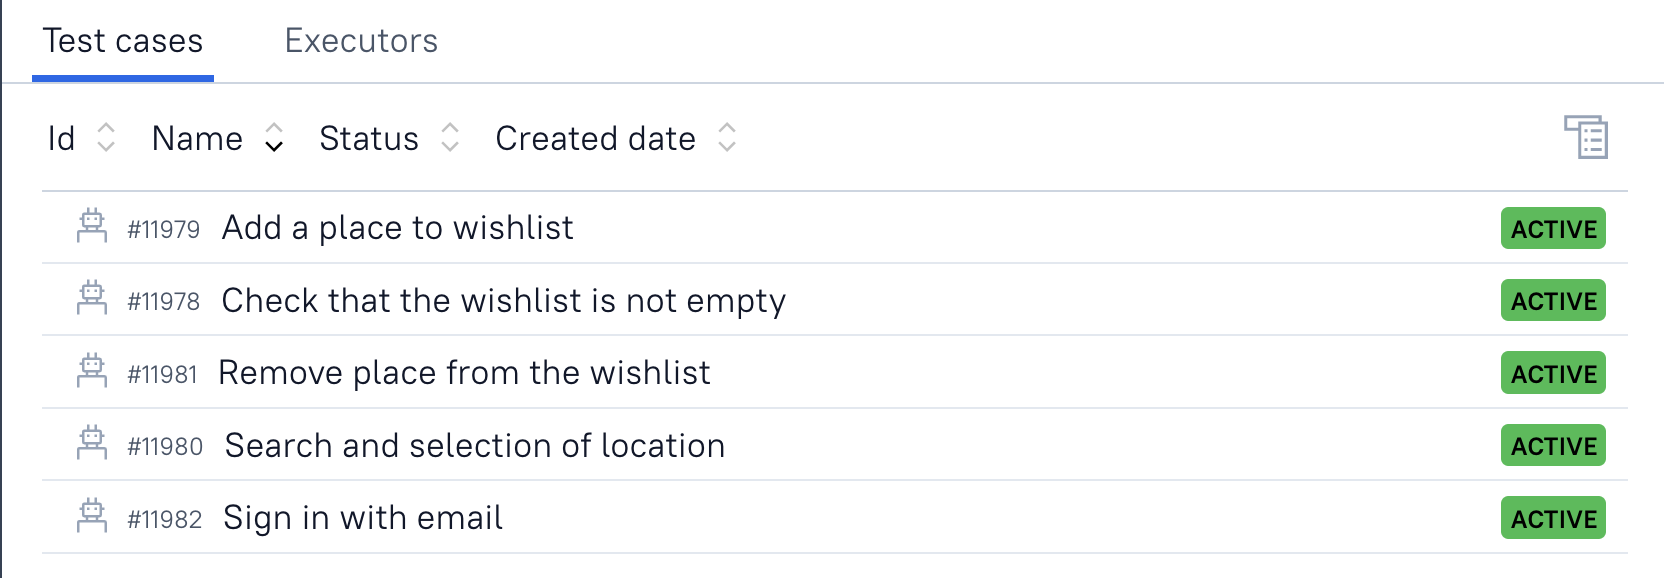 Test cases Executors
Id Name Status Created date
#11979 Add a place to wishlist ACTIVE
#11978 Check that the wishlist is not empty ACTIVE
#11981 Remove place from the wishlist ACTIVE
#11980 Search and selection of location ACTIVE
#11982 Sign in with email ACTIVE